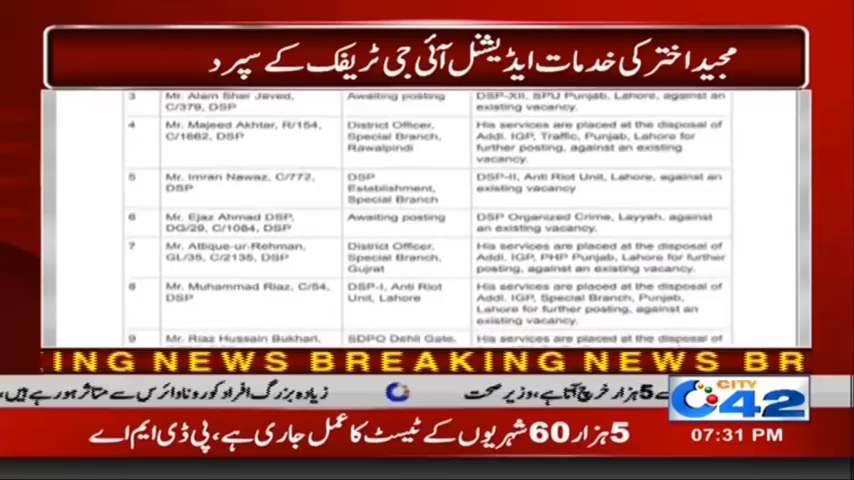 مجید اختر کی خدمات ایڈیشنل آئی جی ٹریفک کے سپرد
3 Mr. Alam Sher Javed, C/379, DSP Awaiting posting DSP-XII, SPU Punjab, Lahore, against an existing vacancy.
4 Mr. Majeed Akhtar, R/154, C/1662, DSP District Officer, Special Branch, Rawalpindi His services are placed at the disposal of Addl. IGP, Traffic, Punjab, Lahore for further posting, against an existing vacancy.
5 Mr. Imran Nawaz, C/772, DSP DSP Establishment, Special Branch DSP-II, Anti Riot Unit, Lahore, against an existing vacancy
6 Mr. Ejaz Ahmad DSP, DG/29, C/1084, DSP Awaiting posting DSP Organized Crime, Layyah, against an existing vacancy.
7 Mr. Attique-ur-Rehman, GL/35, C/2135, DSP District Officer, Special Branch, Gujrat His services are placed at the disposal of Addl. IGP, PHP Punjab, Lahore for further posting, against an existing vacancy.
8 Mr. Muhammad Riaz, C/54, DSP DSP-I, Anti Riot Unit, Lahore His services are placed at the disposal of Addl. IGP, Special Branch, Punjab, Lahore for further posting, against an existing vacancy.
9 Mr. Riaz Hussain Bukhari, SDPO Dehli Gate, His services are placed at the disposal of
ING NEWS BREAKING NEWS BR
سے 5 ہزار خرچ آتا ہے، وزیر صحت
زیادہ بزرگ افراد کورونا وائرس سے متاثر ہو رہے ہیں،
CITY 42
5 ہزار 60 شہریوں کے ٹیسٹ کا عمل جاری ہے، پی ڈی ایم اے
07:31 PM